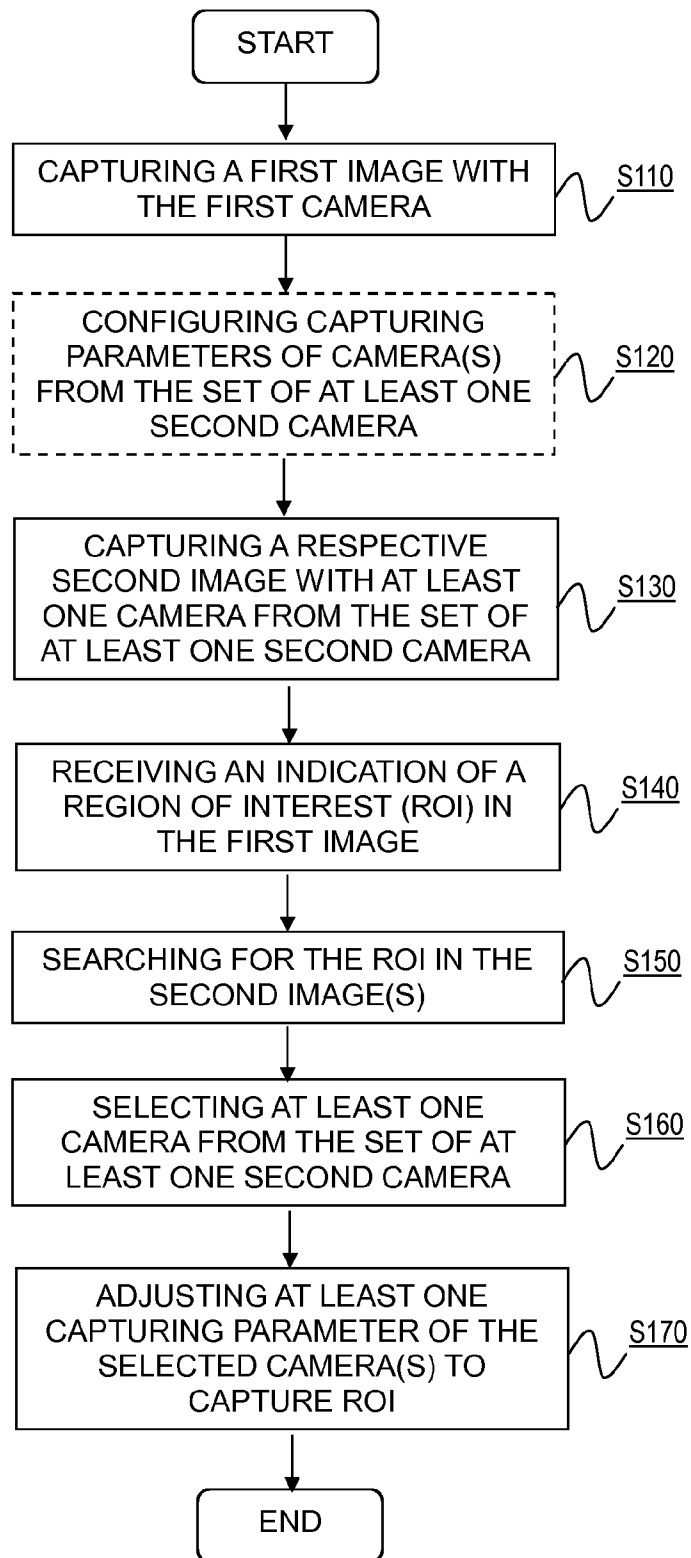 START
CAPTURING A FIRST IMAGE WITH
THE FIRST CAMERA
S110
CONFIGURING CAPTURING
PARAMETERS OF CAMERA(S)
FROM THE SET OF AT LEAST ONE
SECOND CAMERA
S120
CAPTURING A RESPECTIVE
SECOND IMAGE WITH AT LEAST
ONE CAMERA FROM THE SET OF
AT LEAST ONE SECOND CAMERA
S130
RECEIVING AN INDICATION OF A
REGION OF INTEREST (ROI) IN
THE FIRST IMAGE
S140
SEARCHING FOR THE ROI IN THE
SECOND IMAGE(S)
S150
SELECTING AT LEAST ONE
CAMERA FROM THE SET OF AT
LEAST ONE SECOND CAMERA
S160
ADJUSTING AT LEAST ONE
CAPTURING PARAMETER OF THE
SELECTED CAMERA(S) TO
CAPTURE ROI
S170
END